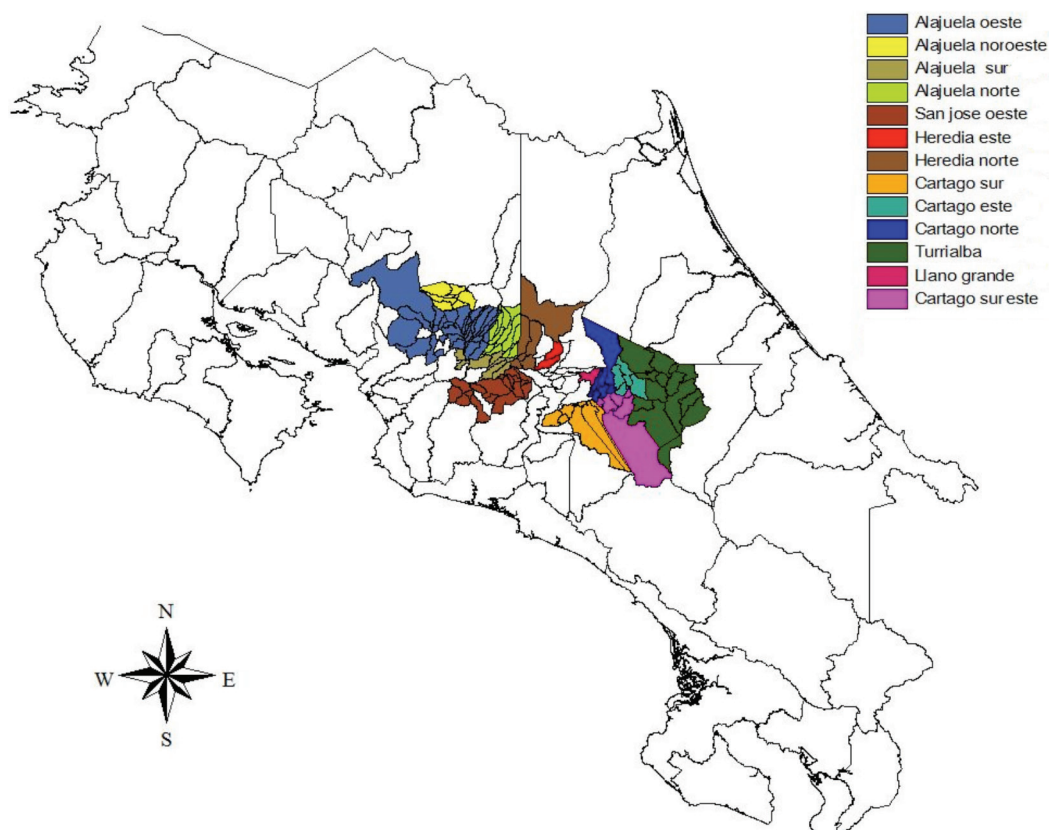 Alajuela oeste
Alajuela noroeste
Alajuela sur
Alajuela norte
San jose oeste
Heredia este
Heredia norte
Cartago sur
Cartago este
Cartago norte
Turrialba
Llano grande
Cartago sur este
N
W E
S